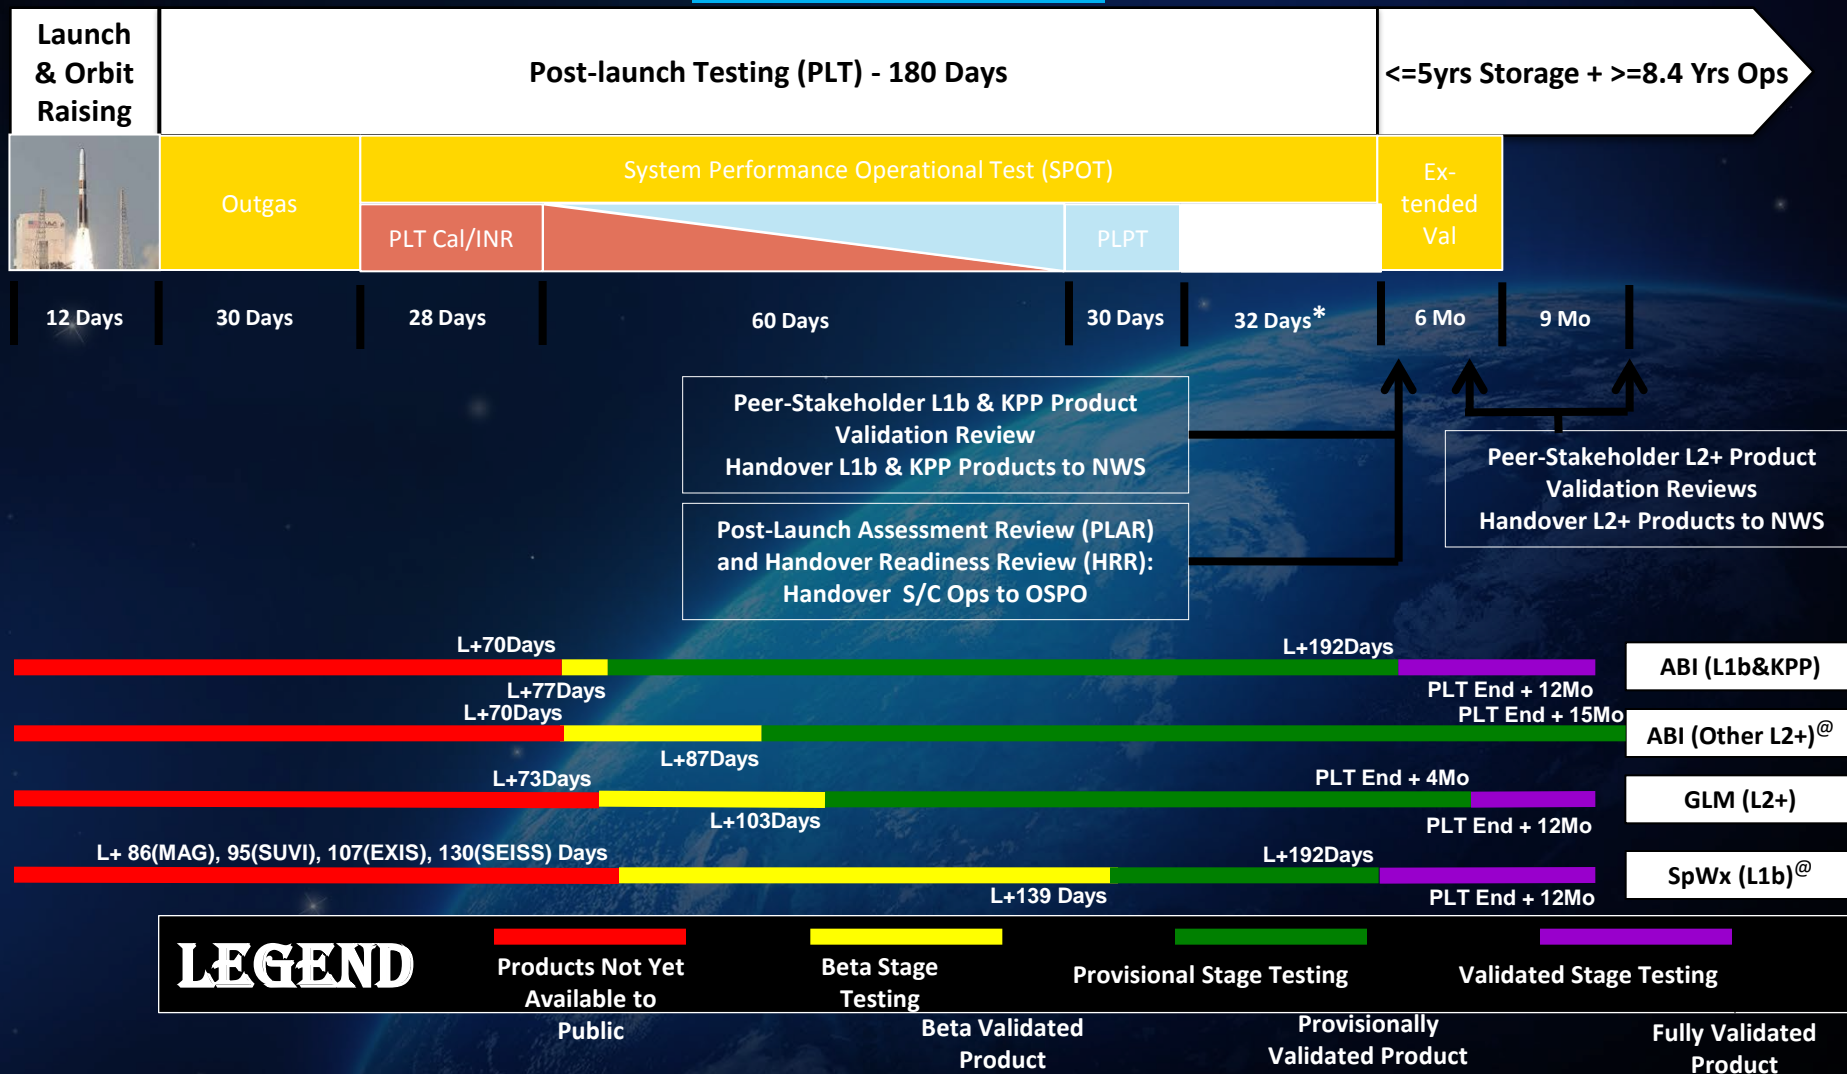 Launch
& Orbit
Raising
Post-launch Testing (PLT) - 180 Days
<=5yrs Storage + >=8.4 Yrs Ops
System Performance Operational Test (SPOT)
Outgas
Ex-
tended
Val
PLT Cal/INR
PLPT
12 Days
30 Days
28 Days
60 Days
30 Days
32 Days*
6 Mo
9 Mo
Peer-Stakeholder L1b & KPP Product
Validation Review
Handover L1b & KPP Products to NWS
Peer-Stakeholder L2+ Product
Validation Reviews
Handover L2+ Products to NWS
Post-Launch Assessment Review (PLAR)
and Handover Readiness Review (HRR):
Handover S/C Ops to OSPO
L+70Days
L+192Days
ABI (L1b&KPP)
L+77Days
PLT End + 12Mo
L+70Days
PLT End + 15Mo
ABI (Other L2+)@
L+87Days
L+73Days
PLT End + 4Mo
GLM (L2+)
L+103Days
PLT End + 12Mo
L+ 86(MAG), 95(SUVI), 107(EXIS), 130(SEISS) Days
L+192Days
SpWx (L1b)@
L+139 Days
PLT End + 12Mo
LEGEND
Products Not Yet
Available to
Public
Beta Stage
Testing
Provisional Stage Testing
Validated Stage Testing
Beta Validated
Product
Provisionally
Validated Product
Fully Validated
Product